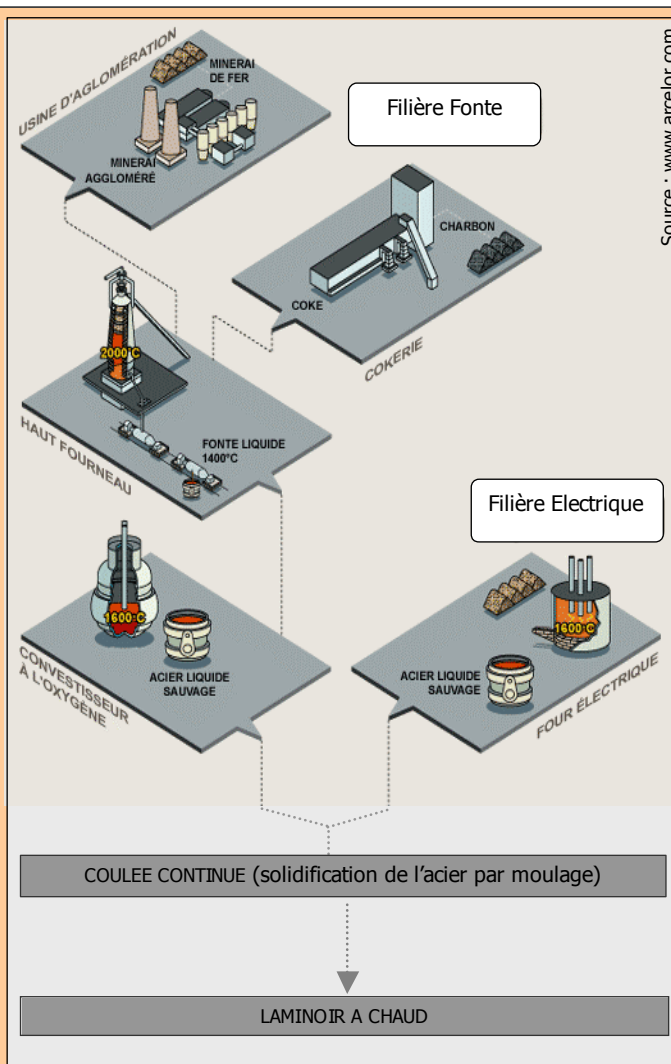 USINE D'AGLOMÉRATION
MINERAI
DE FER
MINERAI
AGGLOMÉRÉ
Filière Fonte
Source : www.arcelor.com
CHARBON
COKE
COKERIE
2000°C
HAUT FOURNEAU
FONTE LIQUIDE
1400°C
Filière Electrique
1600°C
ACIER LIQUIDE
SAUVAGE
CONVESTISSEUR
À L'OXYGÈNE
1600°C
ACIER LIQUIDE
SAUVAGE
FOUR ÉLECTRIQUE
COULEE CONTINUE (solidification de l'acier par moulage)
LAMINOIR A CHAUD